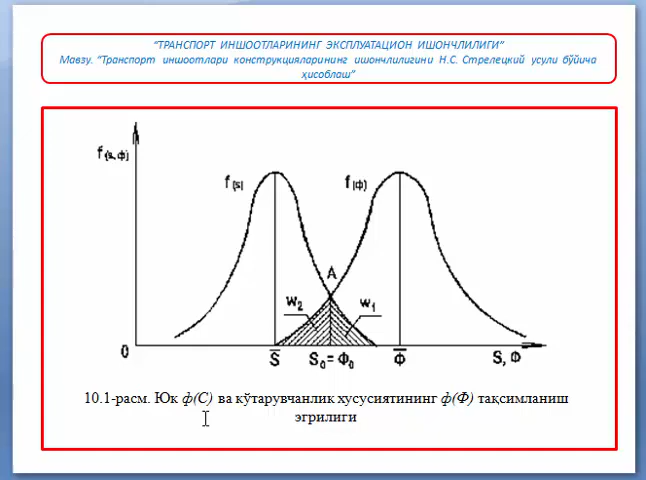 "ТРАНСПОРТ ИНШООТЛАРИНИНГ ЭКСПЛУАТАЦИОН ИШОНЧЛИЛИГИ"
Мавзу. "Транспорт иншоотлари конструкцияларининг ишончлилигини Н.С. Стрелецкий усули бўйича
ҳисоблаш"
f(s,ф)
f(s) f(ф)
A
w2 w1
0 S̅ S0 = Ф0 Ф̅ S, Ф
10.1-расм. Юк ф(С) ва кўтарувчанлик хусусиятининг ф(Ф) тақсимланиш
эгрилиги